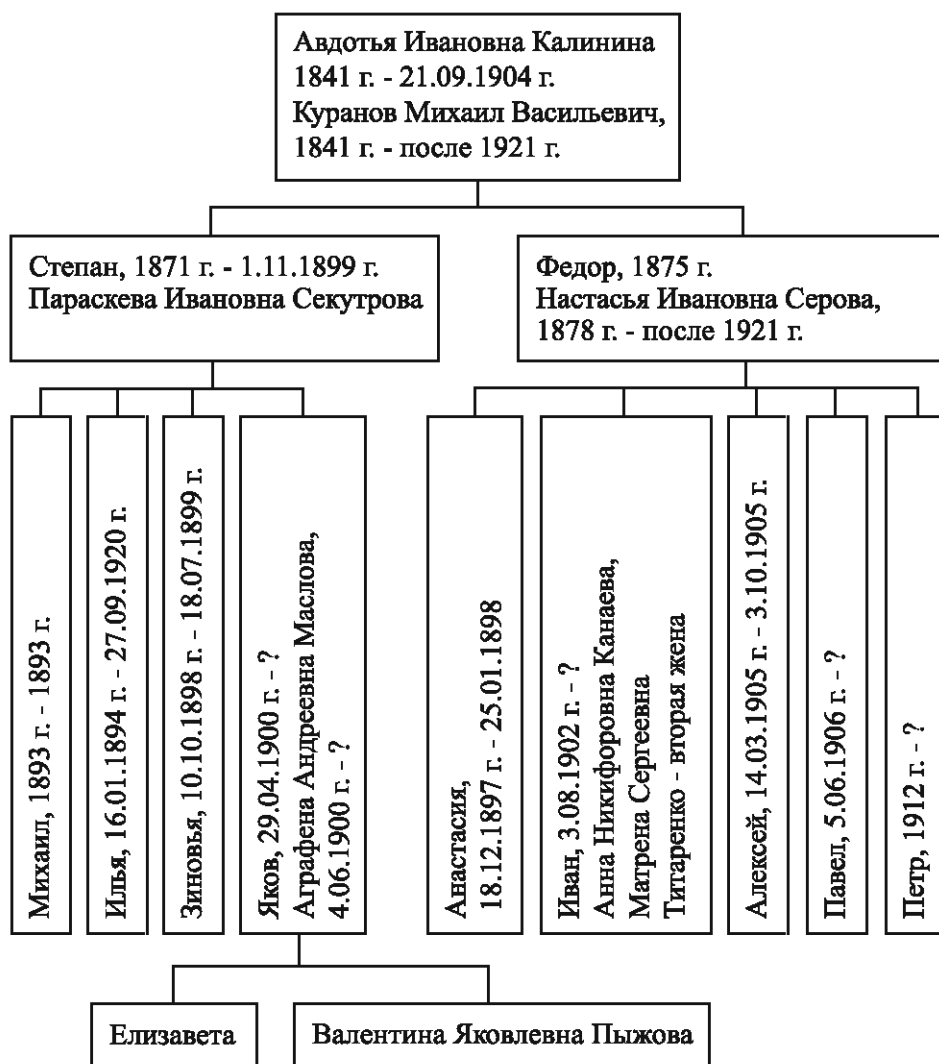 Авдотья Ивановна Калинина
1841 г. - 21.09.1904 г.
Куранов Михаил Васильевич,
1841 г. - после 1921 г.
Степан, 1871 г. - 1.11.1899 г.
Параскева Ивановна Секутрова
Федор, 1875 г.
Настасья Ивановна Серова,
1878 г. - после 1921 г.
Михаил, 1893 г. - 1893 г.
Илья, 16.01.1894 г. - 27.09.1920 г.
Зиновья, 10.10.1898 г. - 18.07.1899 г.
Яков, 29.04.1900 г. - ?
Аграфена Андреевна Маслова,
4.06.1900 г. - ?
Анастасия,
18.12.1897 г. - 25.01.1898
Иван, 3.08.1902 г. - ?
Анна Никифоровна Канаева,
Матрена Сергеевна
Титаренко - вторая жена
Алексей, 14.03.1905 г. - 3.10.1905 г.
Павел, 5.06.1906 г. - ?
Петр, 1912 г. - ?
Елизавета
Валентина Яковлевна Пыжова